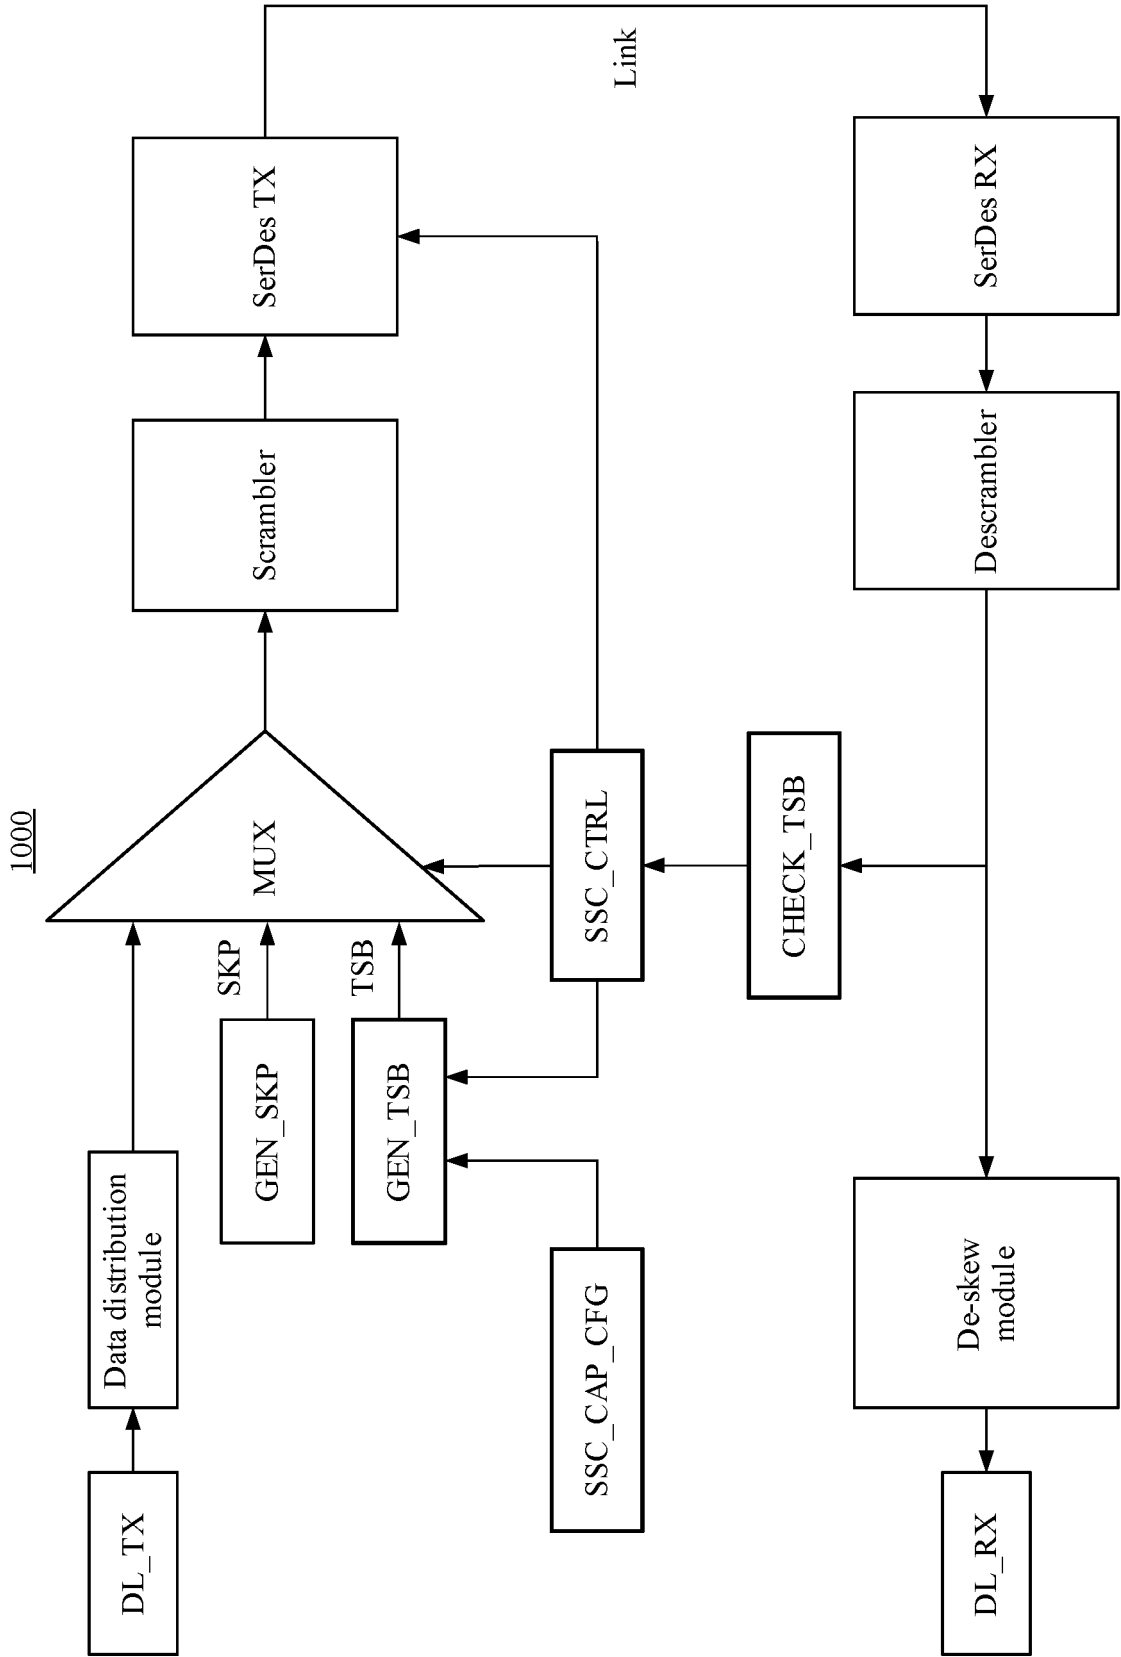 1000
DL_TX
Data distribution
module
GEN_SKP
SKP
GEN_TSB
TSB
MUX
Scrambler
SerDes TX
SSC_CAP_CFG
SSC_CTRL
CHECK_TSB
Link
DL_RX
De-skew
module
Descrambler
SerDes RX